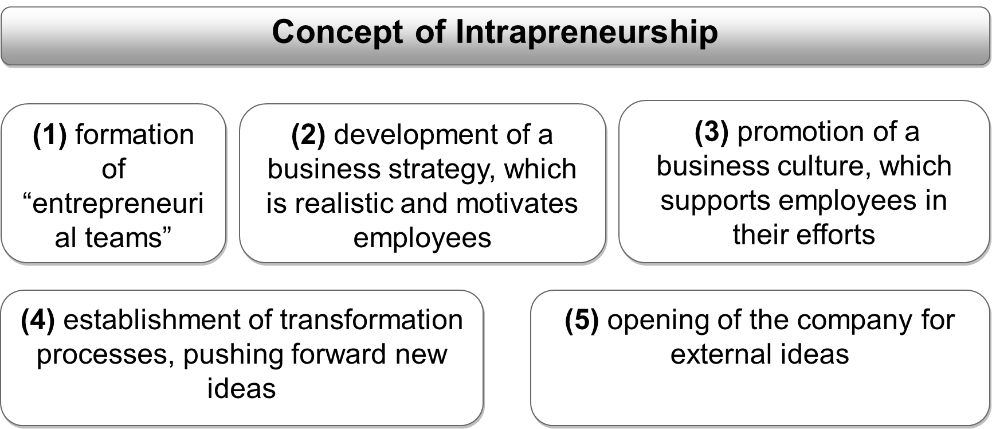 Concept of Intrapreneurship
(1) formation
of
“entrepreneuri
al teams”
(2) development of a
business strategy, which
is realistic and motivates
employees
(3) promotion of a
business culture, which
supports employees in
their efforts
(4) establishment of transformation
processes, pushing forward new
ideas
(5) opening of the company for
external ideas